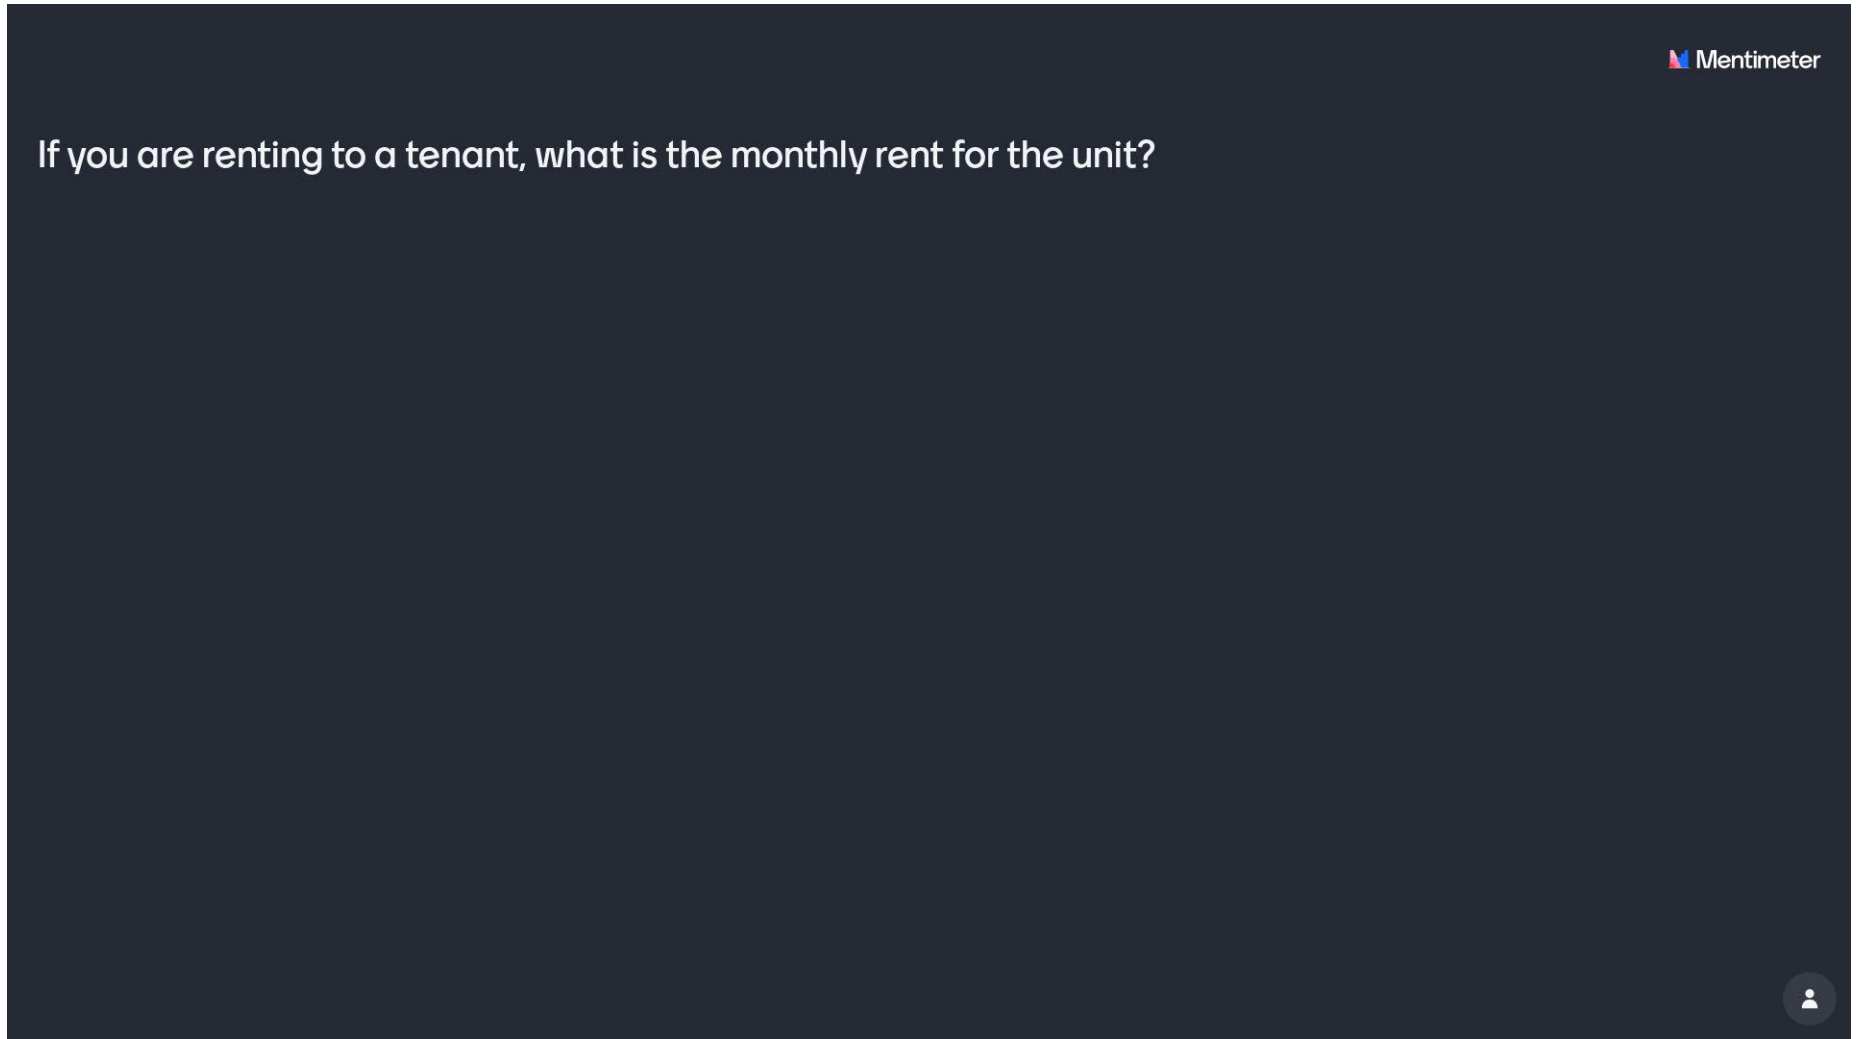 Mentimeter
If you are renting to a tenant, what is the monthly rent for the unit?